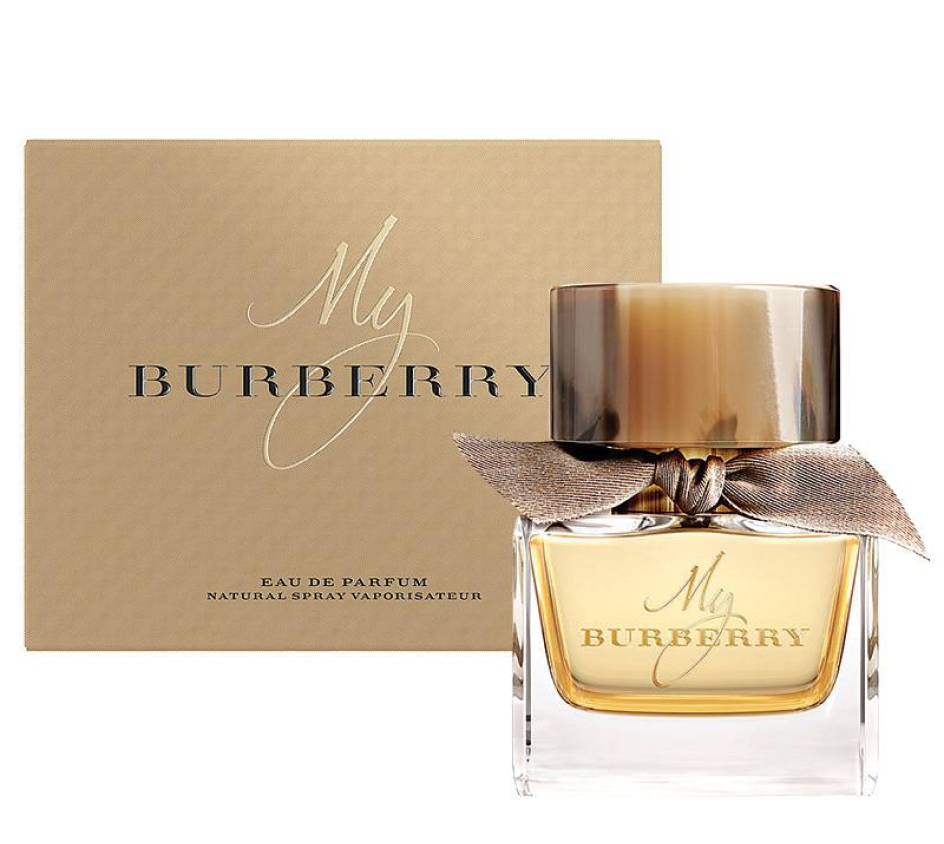 My
BURBERRY
EAU DE PARFUM
NATURAL SPRAY VAPORISATEUR
My
BURBERRY